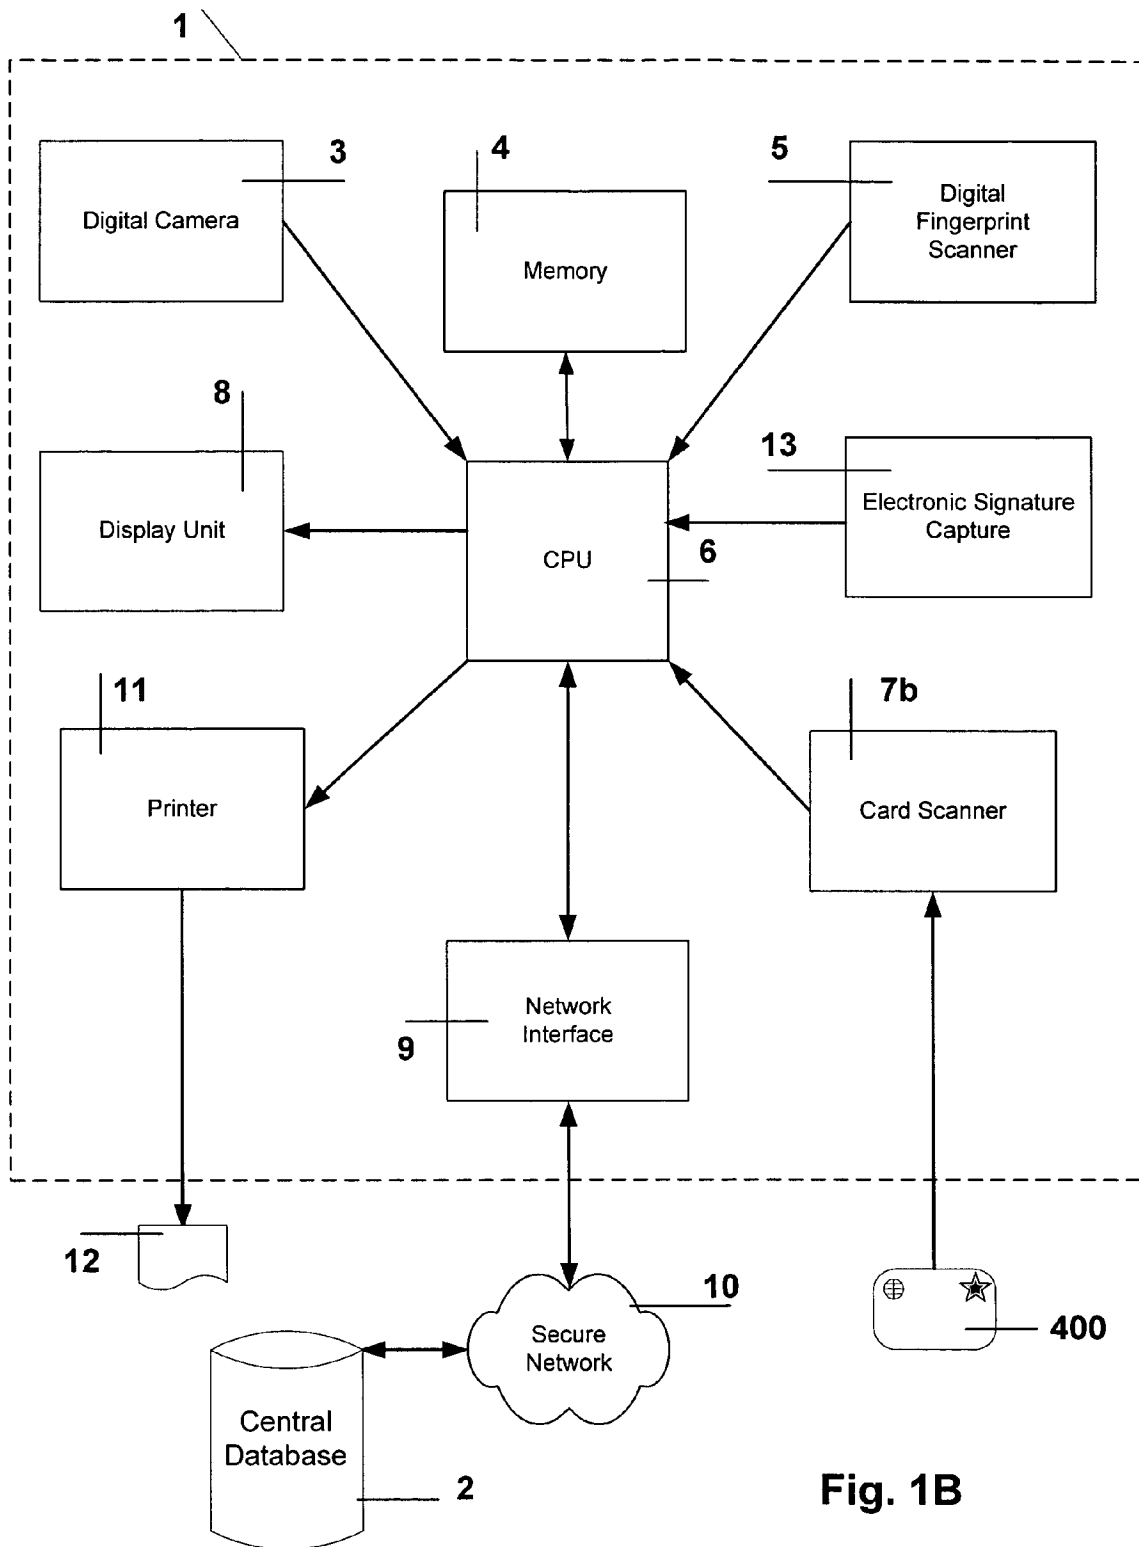 1
3
Digital Camera
4
Memory
5
Digital
Fingerprint
Scanner
8
Display Unit
CPU
6
13
Electronic Signature
Capture
11
Printer
7b
Card Scanner
Network
Interface
9
12
10
Secure
Network
400
Central
Database
2
Fig. 1B